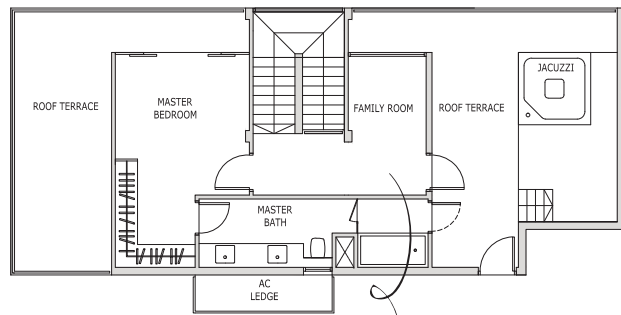 JACUZZI
ROOF TERRACE
MASTER
BEDROOM
FAMILY ROOM
ROOF TERRACE
MASTER
BATH
AC
LEDGE